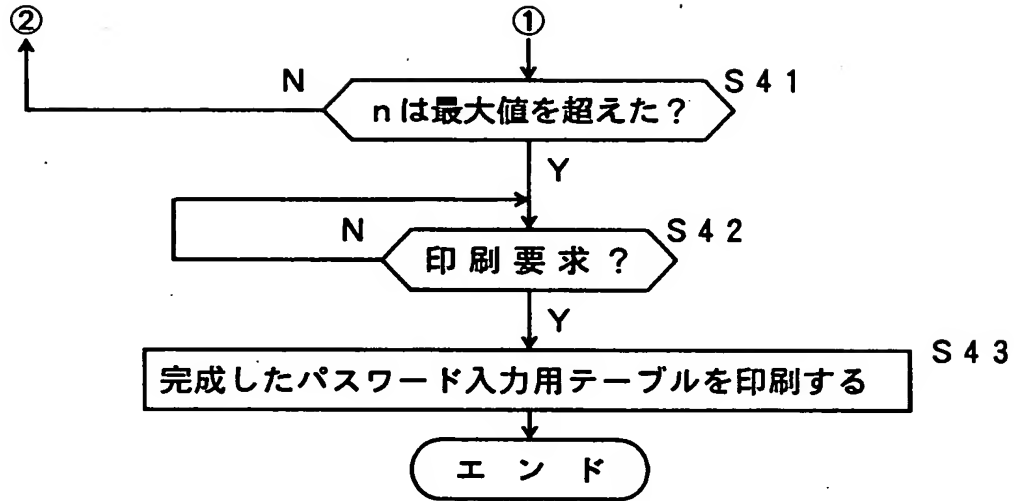 ② ①
N S41
nは最大値を超えた?
Y
N S42
印刷要求?
Y
S43
完成したパスワード入力用テーブルを印刷する
エンド